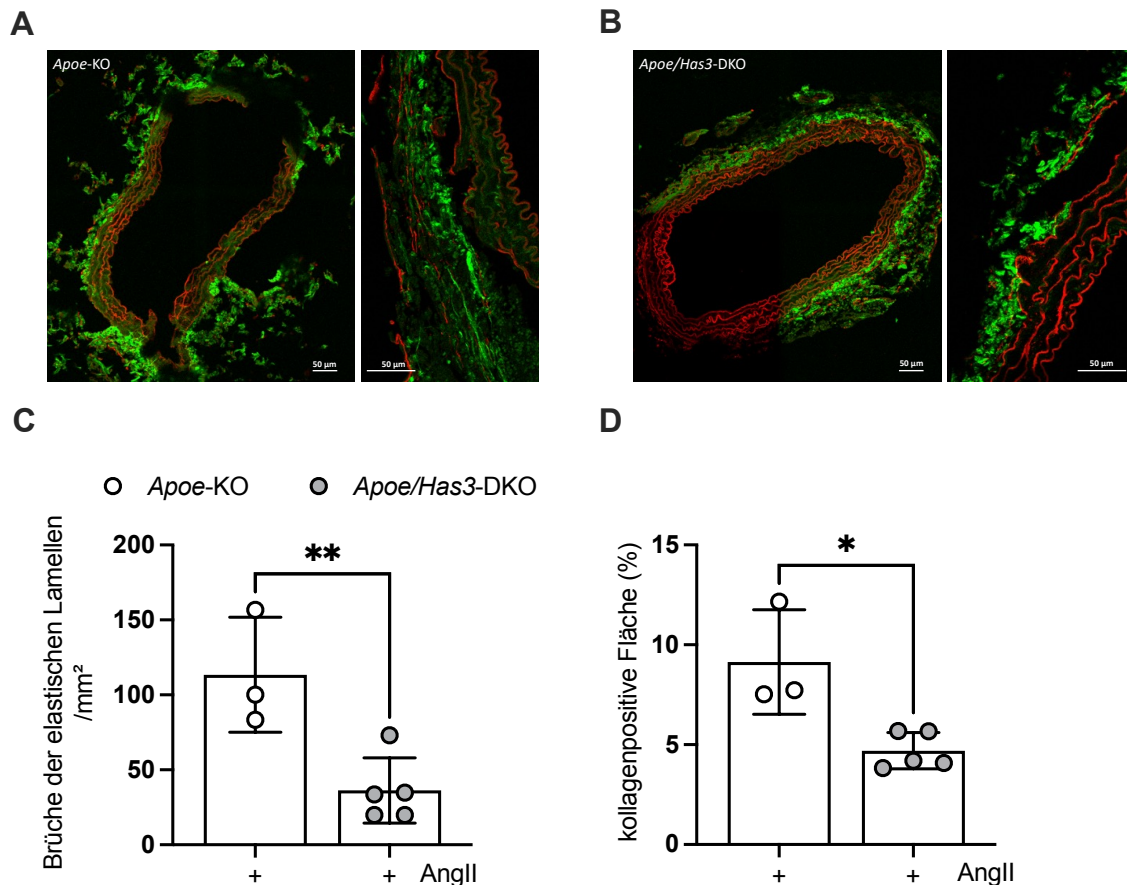 A
B
Apoe-KO
50 µm
50 µm
Apoe/Has3-DKO
50 µm
50 µm
C
D
Apoe-KO
Apoe/Has3-DKO
Brüche der elastischen Lamellen
/mm²
200
150
100
50
0
**
+
+
AngII
kollagenpositive Fläche (%)
15
10
5
0
*
+
+
AngII